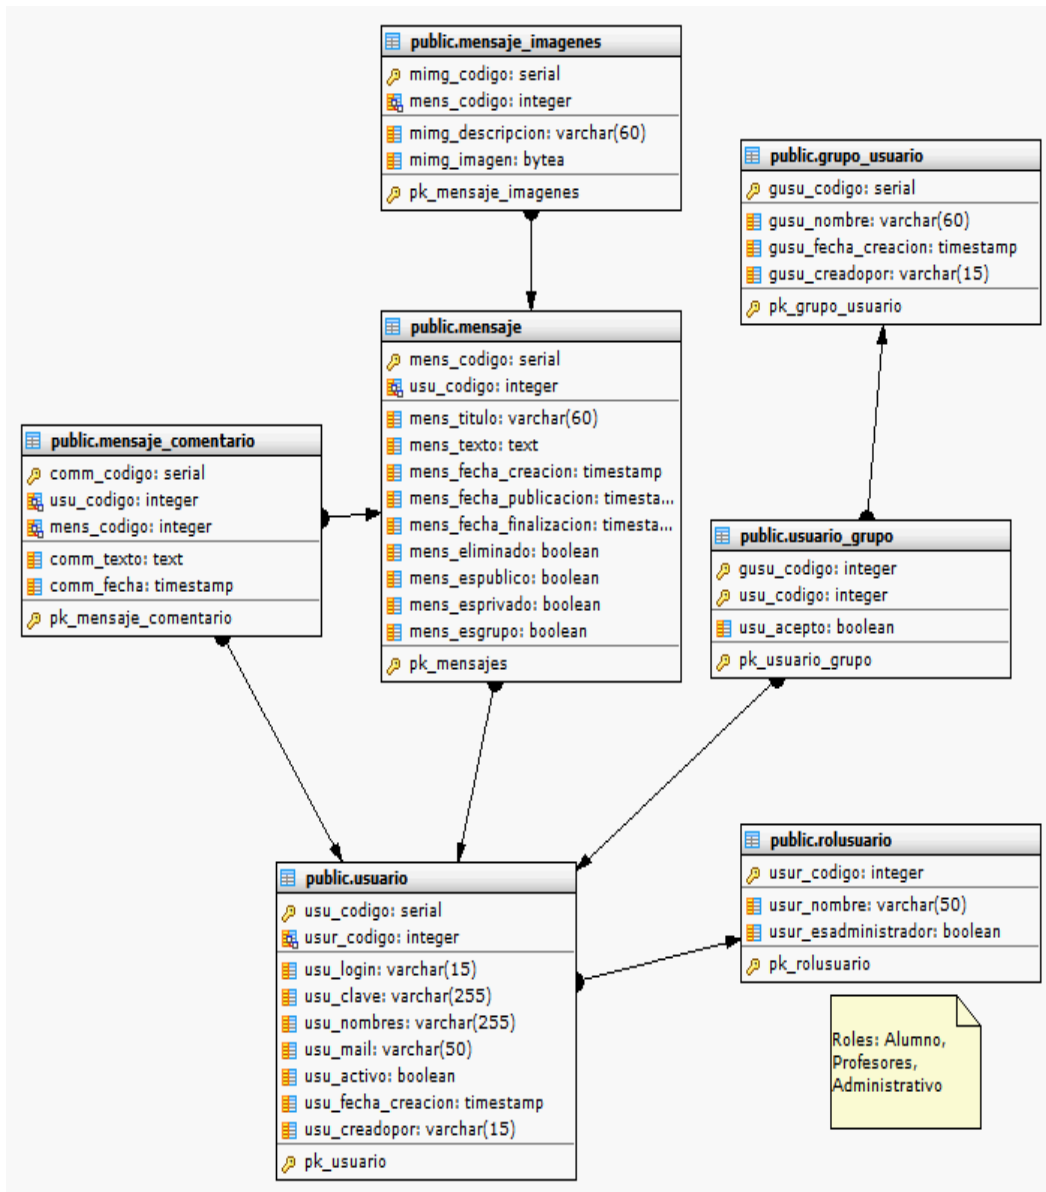 public.mensaje_imagenes
mimg_codigo: serial
mens_codigo: integer
mimg_descripcion: varchar(60)
mimg_imagen: bytea
pk_mensaje_imagenes
public.grupo_usuario
gusu_codigo: serial
gusu_nombre: varchar(60)
gusu_fecha_creacion: timestamp
gusu_creadopor: varchar(15)
pk_grupo_usuario
public.mensaje
mens_codigo: serial
usu_codigo: integer
mens_titulo: varchar(60)
mens_texto: text
mens_fecha_creacion: timestamp
mens_fecha_publicacion: timesta...
mens_fecha_finalizacion: timesta...
mens_eliminado: boolean
mens_espublico: boolean
mens_esprivado: boolean
mens_esgrupo: boolean
pk_mensajes
public.mensaje_comentario
comm_codigo: serial
usu_codigo: integer
mens_codigo: integer
comm_texto: text
comm_fecha: timestamp
pk_mensaje_comentario
public.usuario_grupo
gusu_codigo: integer
usu_codigo: integer
usu_acepto: boolean
pk_usuario_grupo
public.usuario
usu_codigo: serial
usur_codigo: integer
usu_login: varchar(15)
usu_clave: varchar(255)
usu_nombres: varchar(255)
usu_mail: varchar(50)
usu_activo: boolean
usu_fecha_creacion: timestamp
usu_creadopor: varchar(15)
pk_usuario
public.rolusuario
usur_codigo: integer
usur_nombre: varchar(50)
usur_esadministrador: boolean
pk_rolusuario
Roles: Alumno,
Profesores,
Administrativo